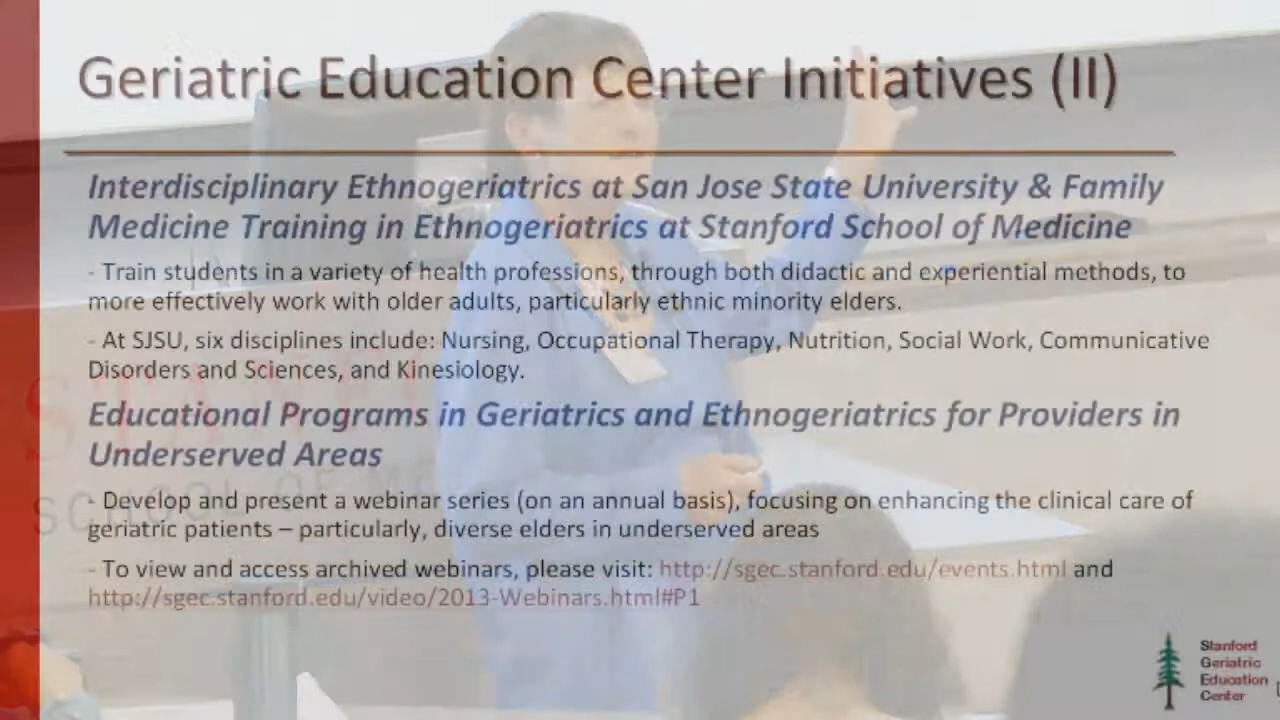 Geriatric Education Center Initiatives (II)
Interdisciplinary Ethnogeriatrics at San Jose State University & Family
Medicine Training in Ethnogeriatrics at Stanford School of Medicine
- Train students in a variety of health professions, through both didactic and experiential methods, to
more effectively work with older adults, particularly ethnic minority elders.
- At SJSU, six disciplines include: Nursing, Occupational Therapy, Nutrition, Social Work, Communicative
Disorders and Sciences, and Kinesiology.
Educational Programs in Geriatrics and Ethnogeriatrics for Providers in
Underserved Areas
- Develop and present a webinar series (on an annual basis), focusing on enhancing the clinical care of
geriatric patients – particularly, diverse elders in underserved areas
- To view and access archived webinars, please visit: http://sgec.stanford.edu/events.html and
http://sgec.stanford.edu/video/2013-Webinars.html#P1
SCHOOL OF
Stanford
Geriatric
Education
Center